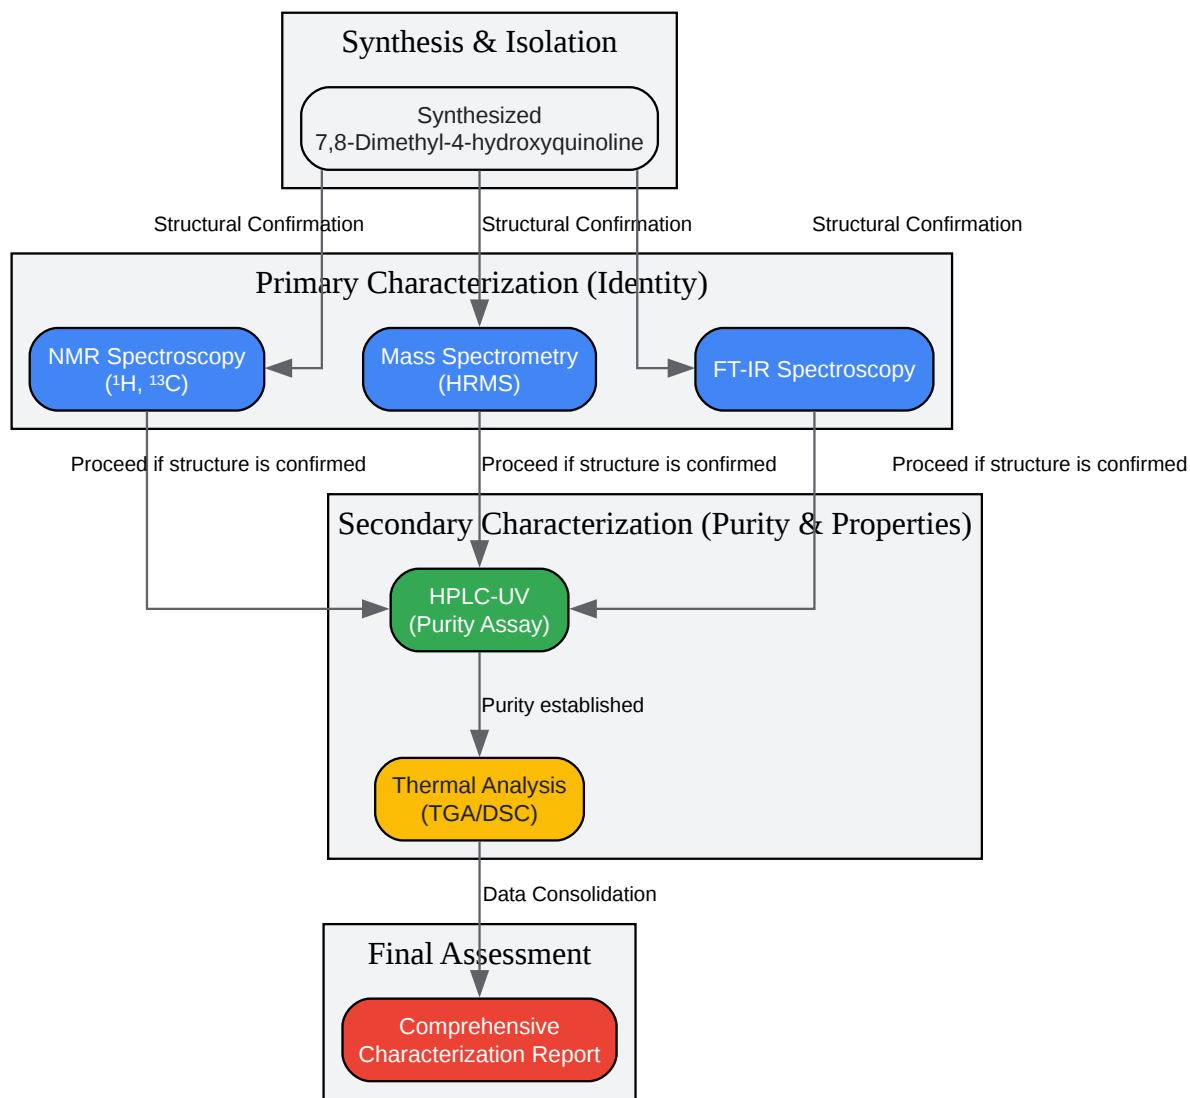 Synthesis & Isolation
Synthesized
7,8-Dimethyl-4-hydroxyquinoline
Structural Confirmation
Structural Confirmation
Structural Confirmation
Primary Characterization (Identity)
NMR Spectroscopy
(¹H, ¹³C)
Mass Spectrometry
(HRMS)
FT-IR Spectroscopy
Proceed if structure is confirmed
Proceed if structure is confirmed
Proceed if structure is confirmed
Secondary Characterization (Purity & Properties)
HPLC-UV
(Purity Assay)
Purity established
Thermal Analysis
(TGA/DSC)
Data Consolidation
Final Assessment
Comprehensive
Characterization Report